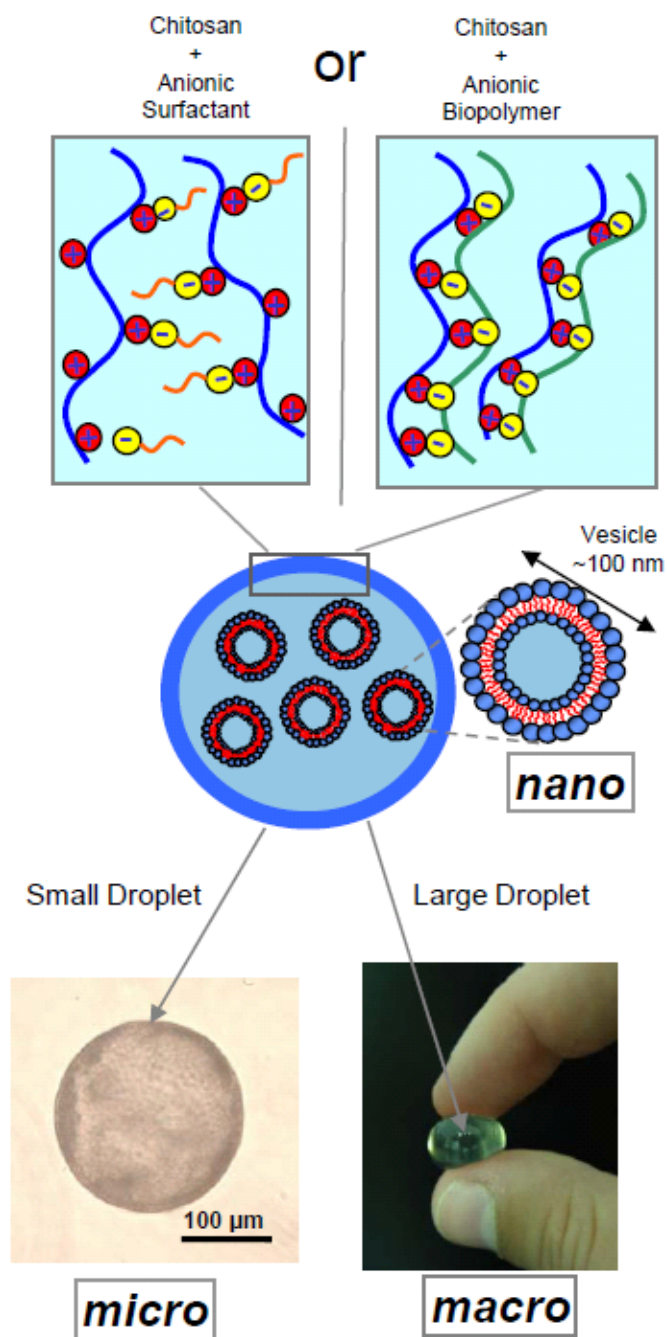 Chitosan
+
Anionic
Surfactant
or
Chitosan
+
Anionic
Biopolymer
Vesicle
~100 nm
nano
Small Droplet
Large Droplet
100 µm
micro
macro